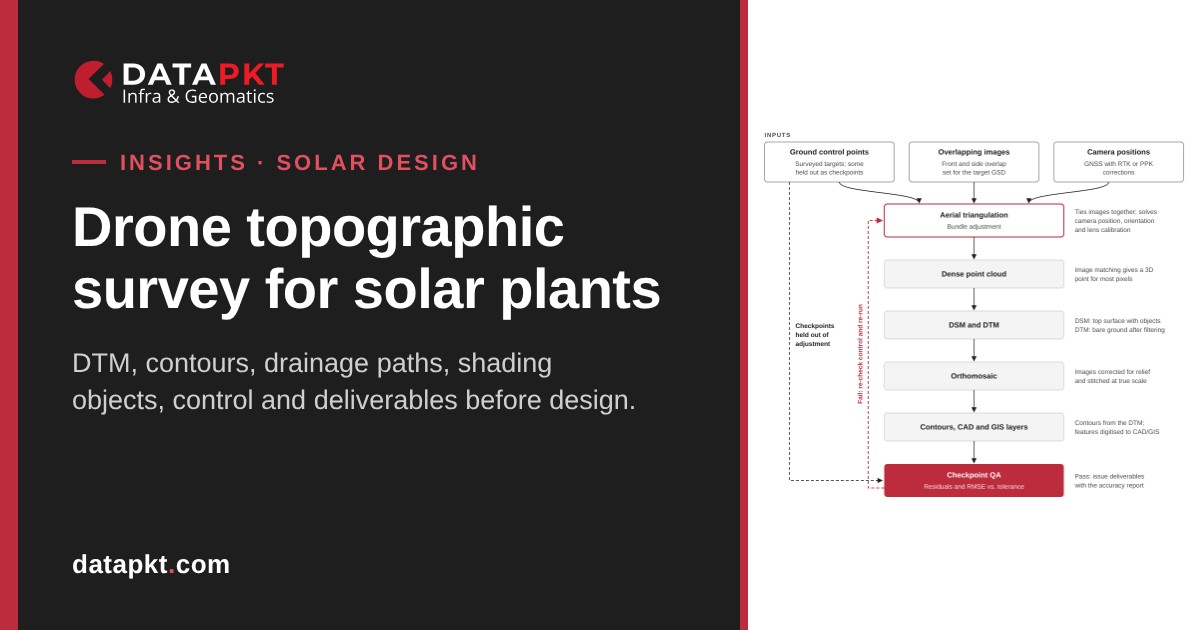 DATAPKT
Infra & Geomatics
INSIGHTS · SOLAR DESIGN
Drone topographic
survey for solar plants
DTM, contours, drainage paths, shading
objects, control and deliverables before design.
datapkt.com
INPUTS
Ground control points
Surveyed targets; some
held out as checkpoints
Overlapping images
Front and side overlap
set for the target GSD
Camera positions
GNSS with RTK or PPK
corrections
Aerial triangulation
Bundle adjustment
Ties images together; solves
camera position, orientation
and lens calibration
Dense point cloud
Image matching gives a 3D
point for most pixels
Checkpoints
held out of
adjustment
Fail: re-check control and re-run
DSM and DTM
DSM: top surface with objects
DTM: bare ground after filtering
Orthomosaic
Images corrected for relief
and stitched at true scale
Contours, CAD and GIS layers
Contours from the DTM;
features digitised to CAD/GIS
Checkpoint QA
Residuals and RMSE vs. tolerance
Pass: issue deliverables
with the accuracy report